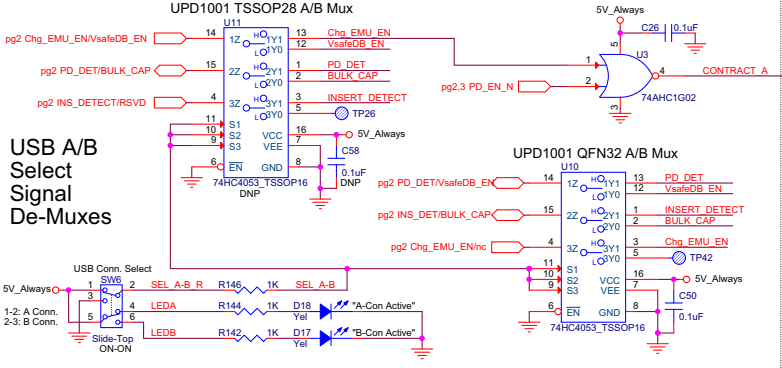 UPD1001 TSSOP28 A/B Mux
U11
pg2 Chg_EMU_EN/VsafeDB_EN
14
1Z
H
1Y1
13
Chg_EMU_EN
L
1Y0
12
VsafeDB_EN
pg2 PD_DET/BULK_CAP
15
2Z
H
2Y1
1
PD_DET
L
2Y0
2
BULK_CAP
pg2 INS_DETECT/RSVD
4
3Z
H
3Y1
3
INSERT_DETECT
L
3Y0
5
TP26
11
S1
10
S2
9
S3
VCC
16
5V_Always
VEE
7
6
EN
GND
8
C58
0.1uF
DNP
74HC4053_TSSOP16
DNP
5V_Always
C26
0.1uF
5
U3
1
2
4
CONTRACT_A
pg2,3 PD_EN_N
74AHC1G02
3
USB A/B
Select
Signal
De-Muxes
UPD1001 QFN32 A/B Mux
U10
pg2 PD_DET/VsafeDB_EN
14
1Z
H
1Y1
13
PD_DET
L
1Y0
12
VsafeDB_EN
pg2 INS_DET/BULK_CAP
15
2Z
H
2Y1
1
INSERT_DETECT
L
2Y0
2
BULK_CAP
pg2 Chg_EMU_EN/nc
4
3Z
H
3Y1
3
Chg_EMU_EN
L
3Y0
5
TP42
11
S1
10
S2
9
S3
VCC
16
5V_Always
VEE
7
6
EN
GND
8
C50
0.1uF
74HC4053_TSSOP16
USB Conn. Select
SW6
5V_Always
1
2
SEL_A-B_R
R146
1K
SEL_A-B
3
1-2: A Conn.
2-3: B Conn.
4
LEDA
R144
1K
D18
Yel
"A-Con Active"
5
6
LEDB
R142
1K
D17
Yel
"B-Con Active"
Slide-Top
ON-ON